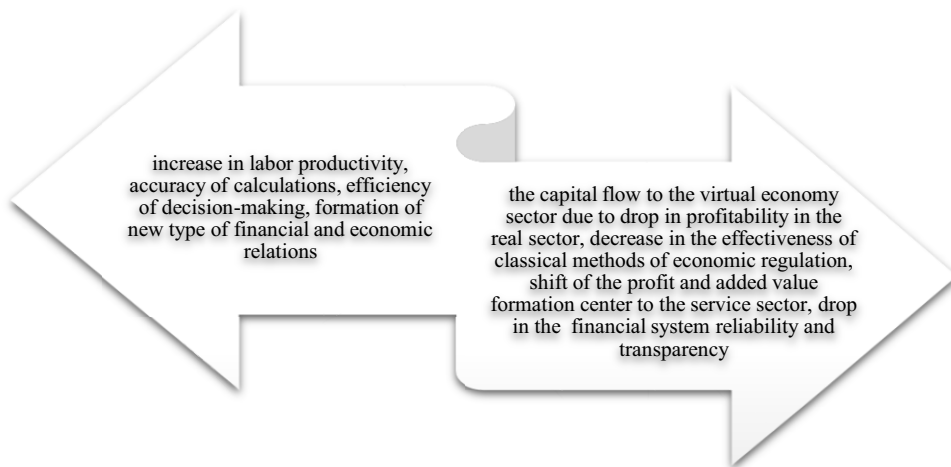 increase in labor productivity,
accuracy of calculations, efficiency
of decision-making, formation of
new type of financial and economic
relations
the capital flow to the virtual economy
sector due to drop in profitability in the
real sector, decrease in the effectiveness of
classical methods of economic regulation,
shift of the profit and added value
formation center to the service sector, drop
in the financial system reliability and
transparency